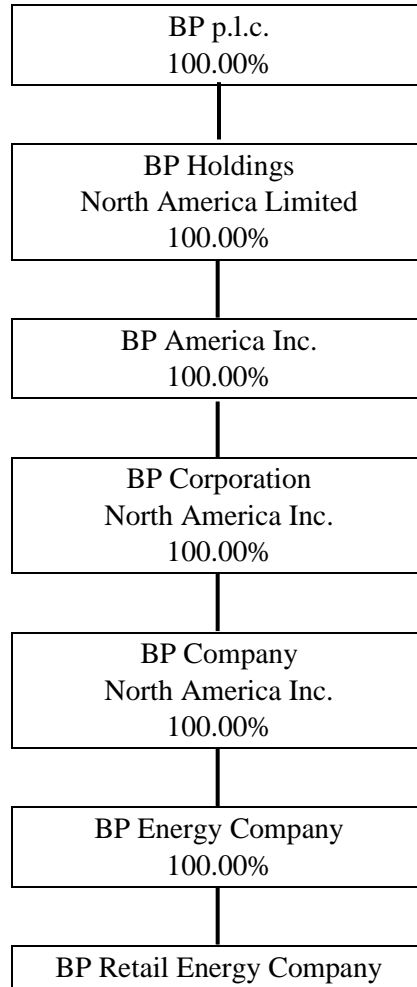 BP p.l.c.
100.00%
BP Holdings
North America Limited
100.00%
BP America Inc.
100.00%
BP Corporation
North America Inc.
100.00%
BP Company
North America Inc.
100.00%
BP Energy Company
100.00%
BP Retail Energy Company